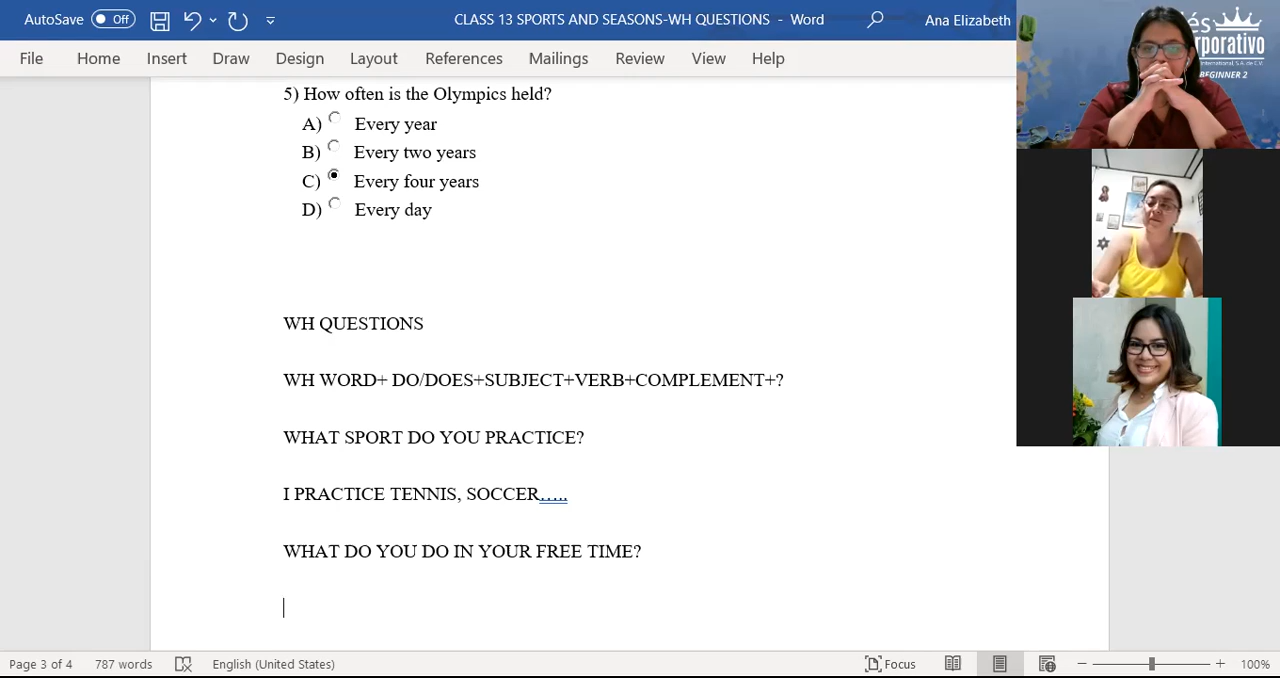 AutoSave Off CLASS 13 SPORTS AND SEASONS-WH QUESTIONS - Word Ana Elizabeth
File Home Insert Draw Design Layout References Mailings Review View Help
5) How often is the Olympics held?
A) Every year
B) Every two years
C) Every four years
D) Every day
WH QUESTIONS
WH WORD+ DO/DOES+SUBJECT+VERB+COMPLEMENT+?
WHAT SPORT DO YOU PRACTICE?
I PRACTICE TENNIS, SOCCER…..
WHAT DO YOU DO IN YOUR FREE TIME?
Page 3 of 4 787 words English (United States) Focus 100%
és
rporativo
International, S.A. de C.V.
BEGINNER 2